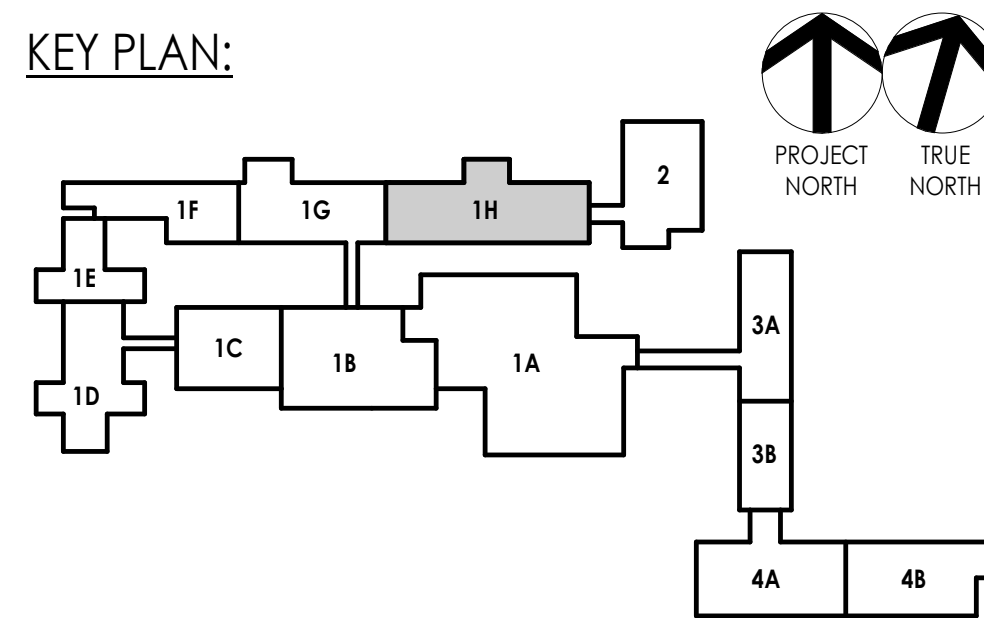 KEY PLAN:
PROJECT
NORTH
TRUE
NORTH
2
1F
1G
1H
1E
3A
1C
1B
1A
1D
3B
4A
4B